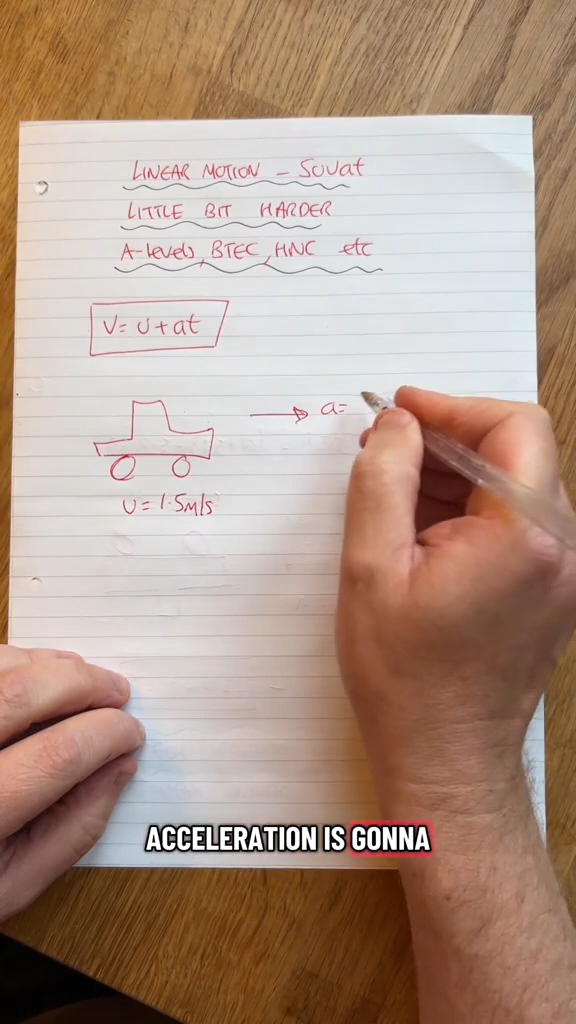 LINEAR MOTION - SUVat
LITTLE BIT HARDER
A-levels, BTEC, HNC etc
V = U + at
a =
U = 1.5m/s
ACCELERATION IS GONNA